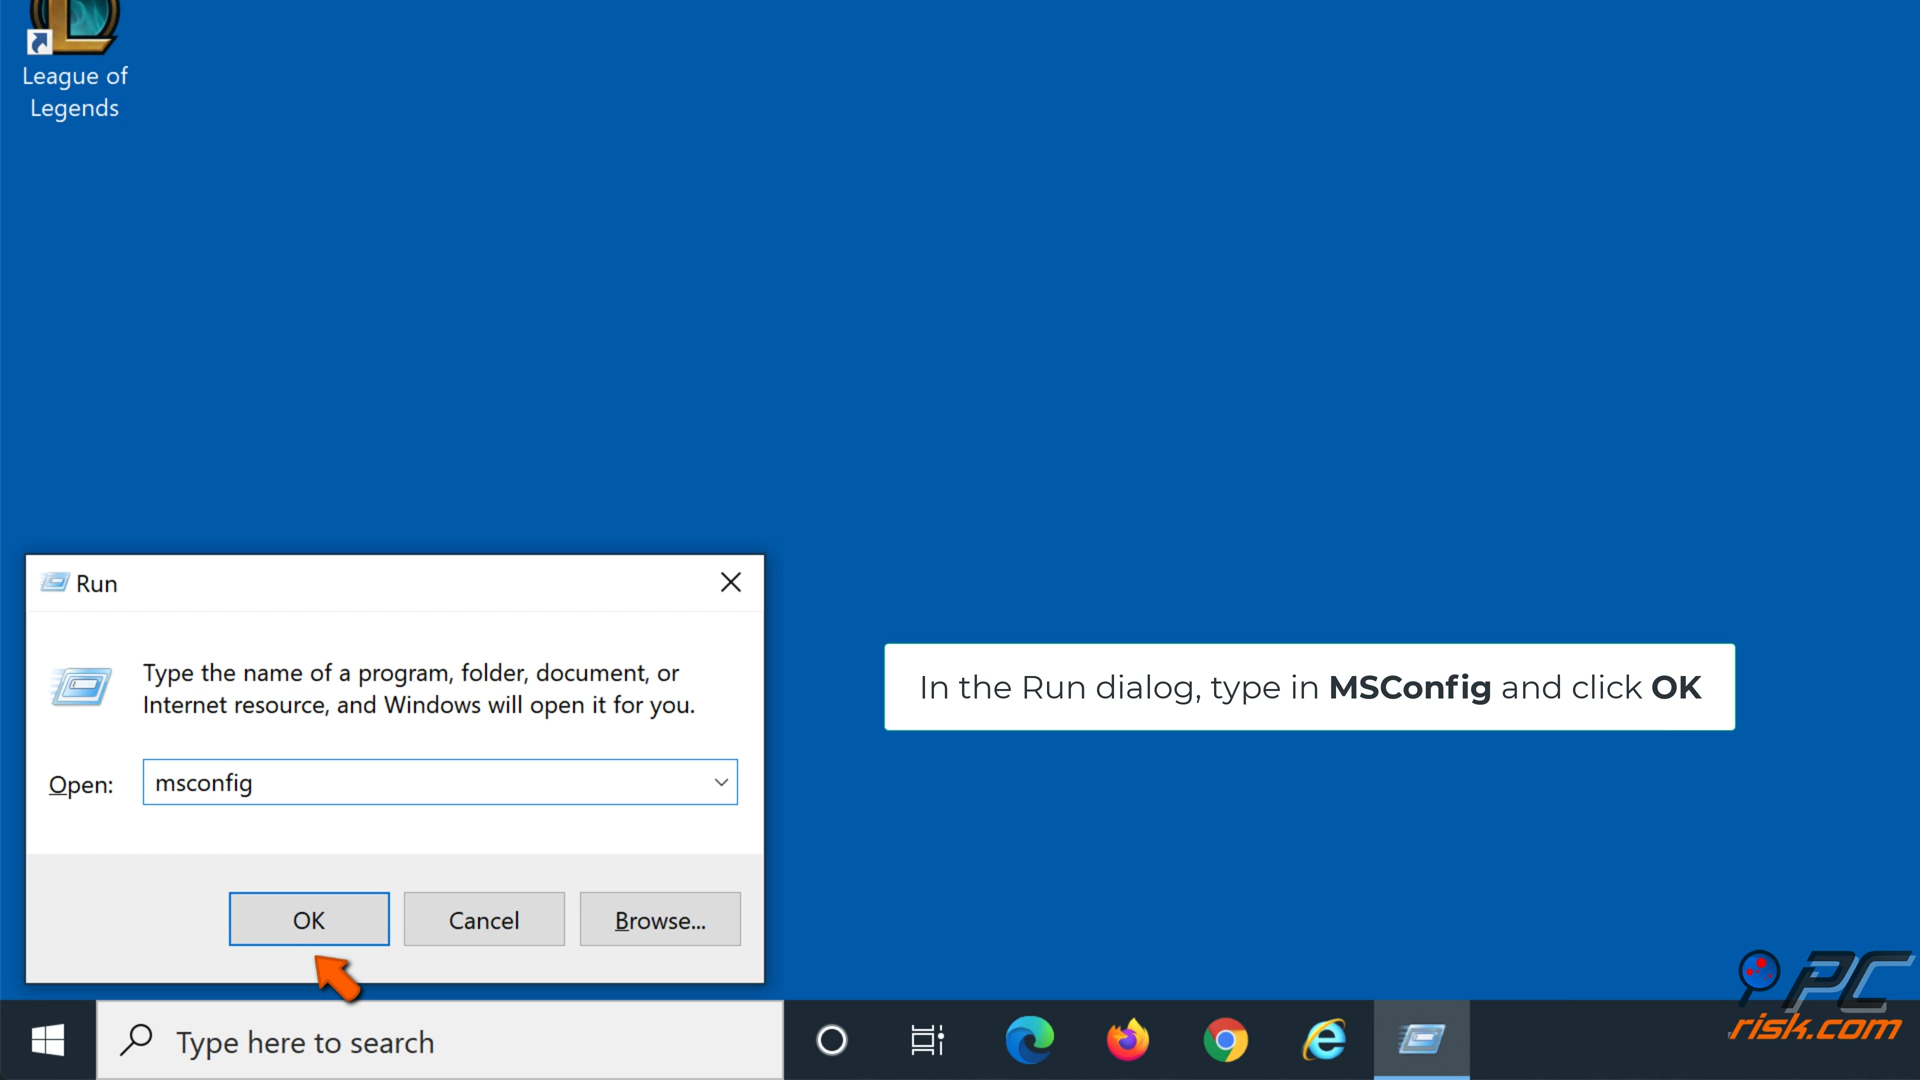 League of
Legends
Run
Type the name of a program, folder, document, or
Internet resource, and Windows will open it for you.
Open:
msconfig
OK
Cancel
Browse...
In the Run dialog, type in MSConfig and click OK
Type here to search
PC
risk.com